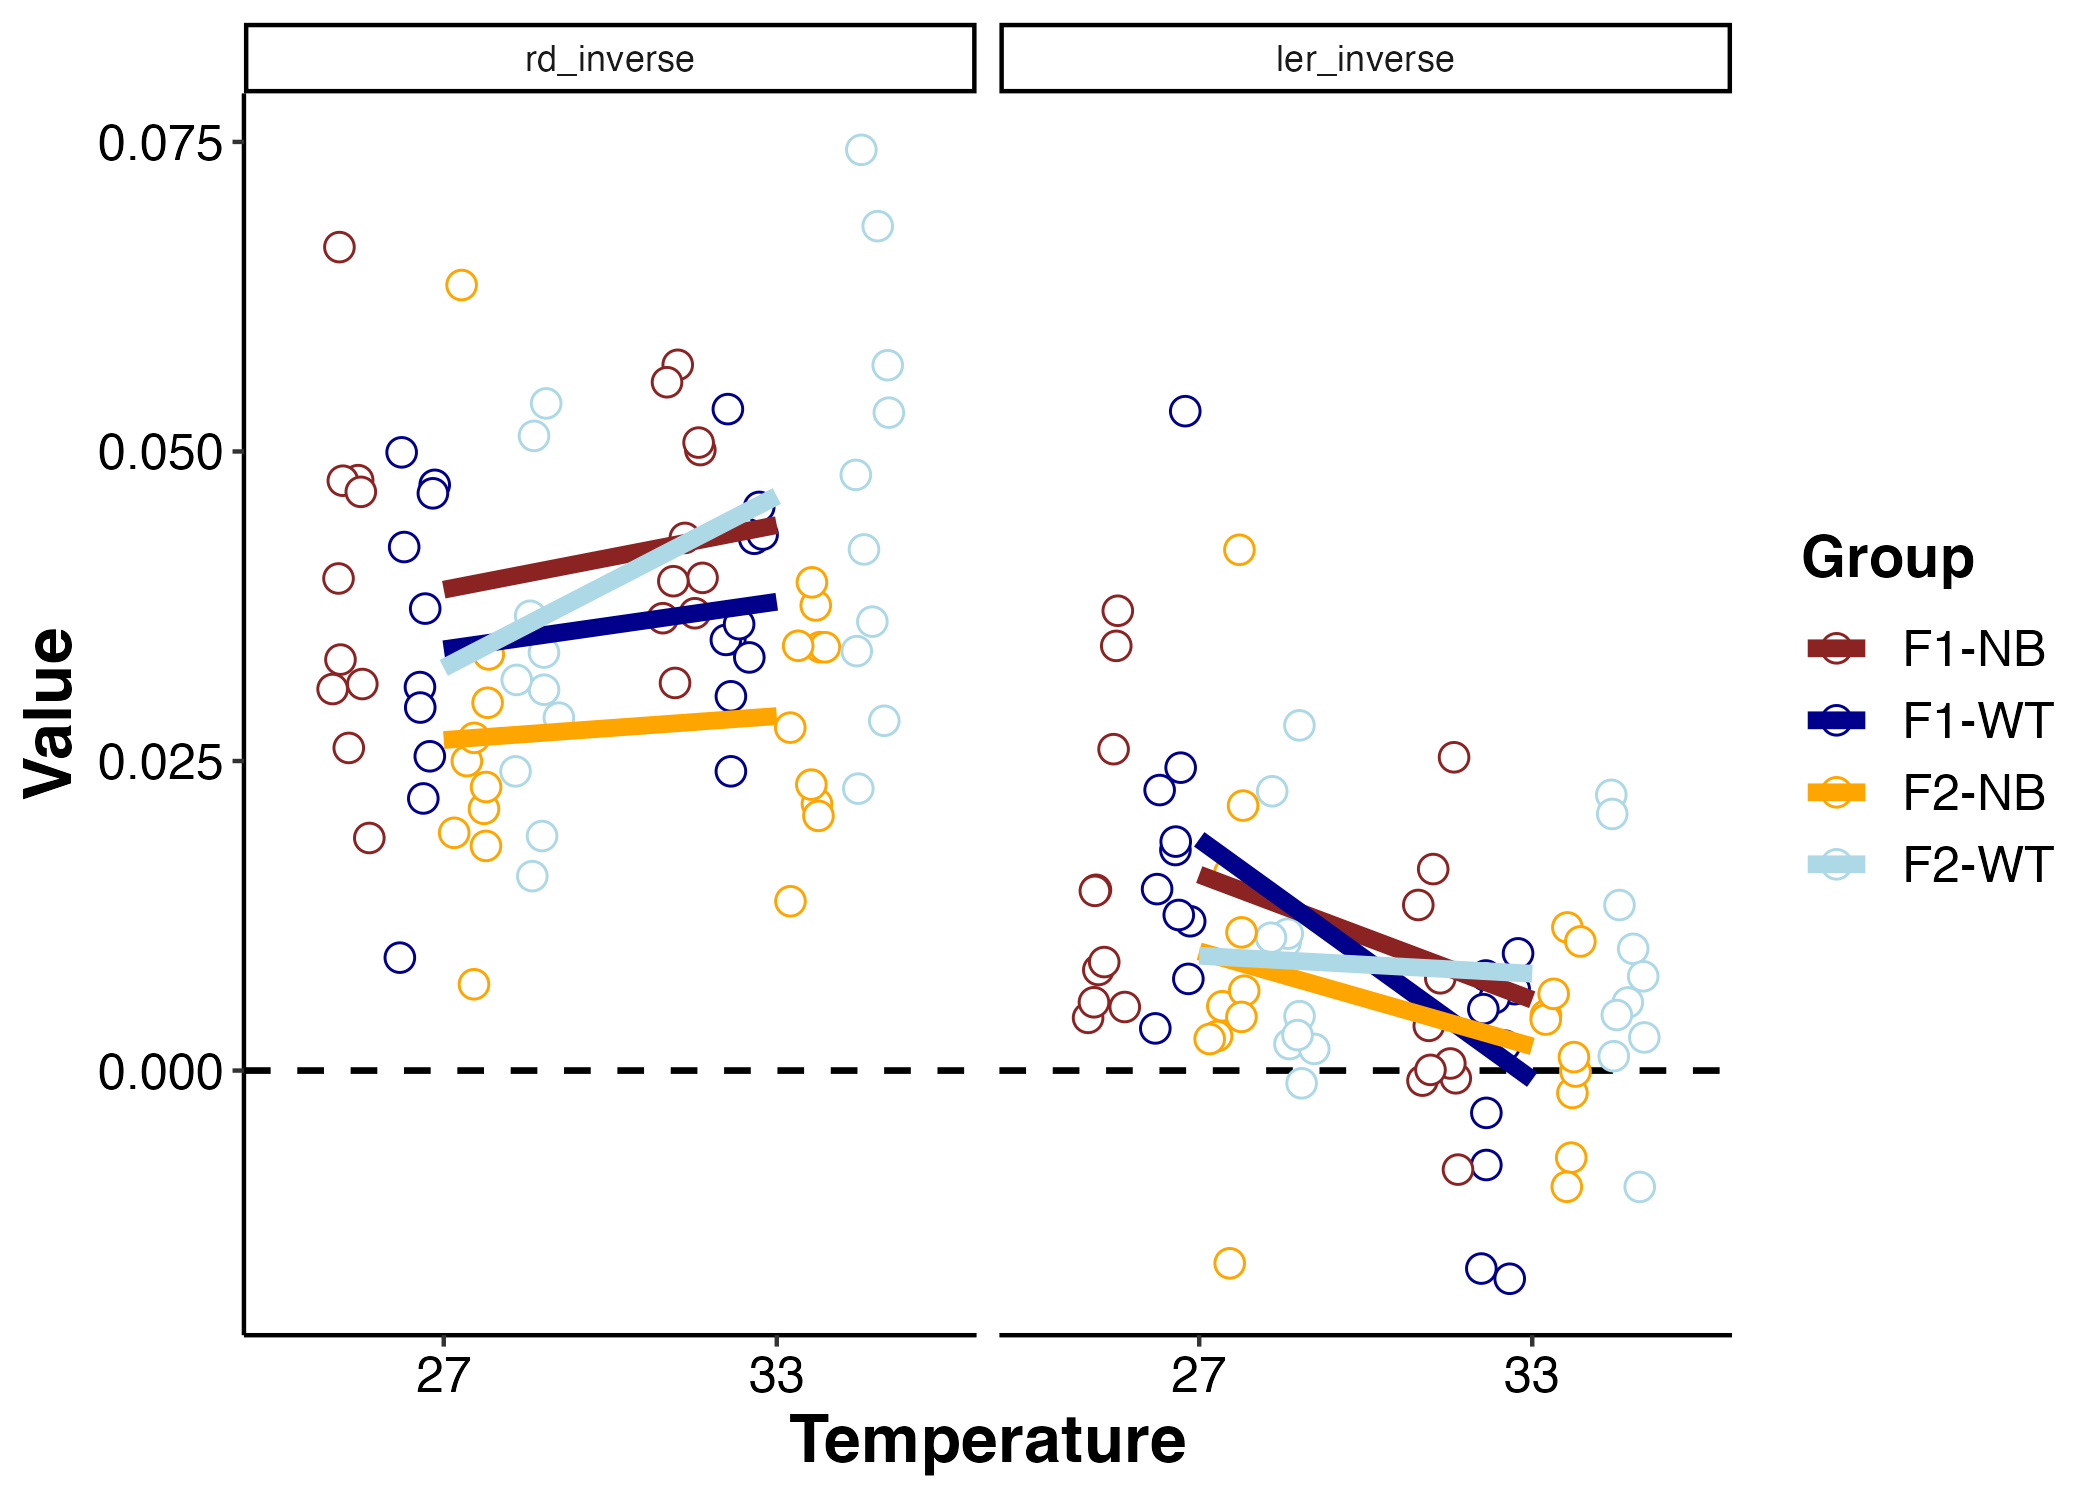 rd_inverse
ler_inverse
0.075
0.050
0.025
0.000
Value
27
33
27
33
Temperature
Group
F1-NB
F1-WT
F2-NB
F2-WT